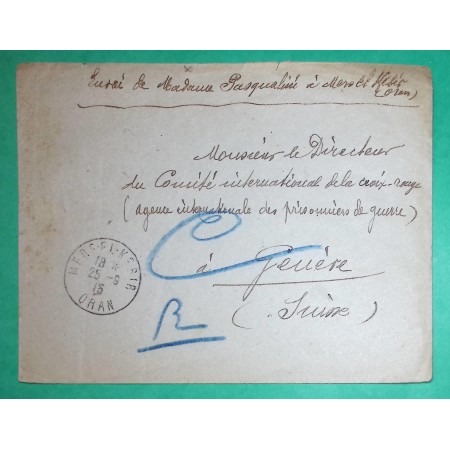 Envoi de Madame Pasqualini à Mers el Kébir
(Oran)
Monsieur le Directeur
du Comité international de la croix-rouge
(agence internationale des prisonniers de guerre)
à Genève
(Suisse)
MERS-EL-KEBIR
18 *
25 - 9
15
ORAN
R